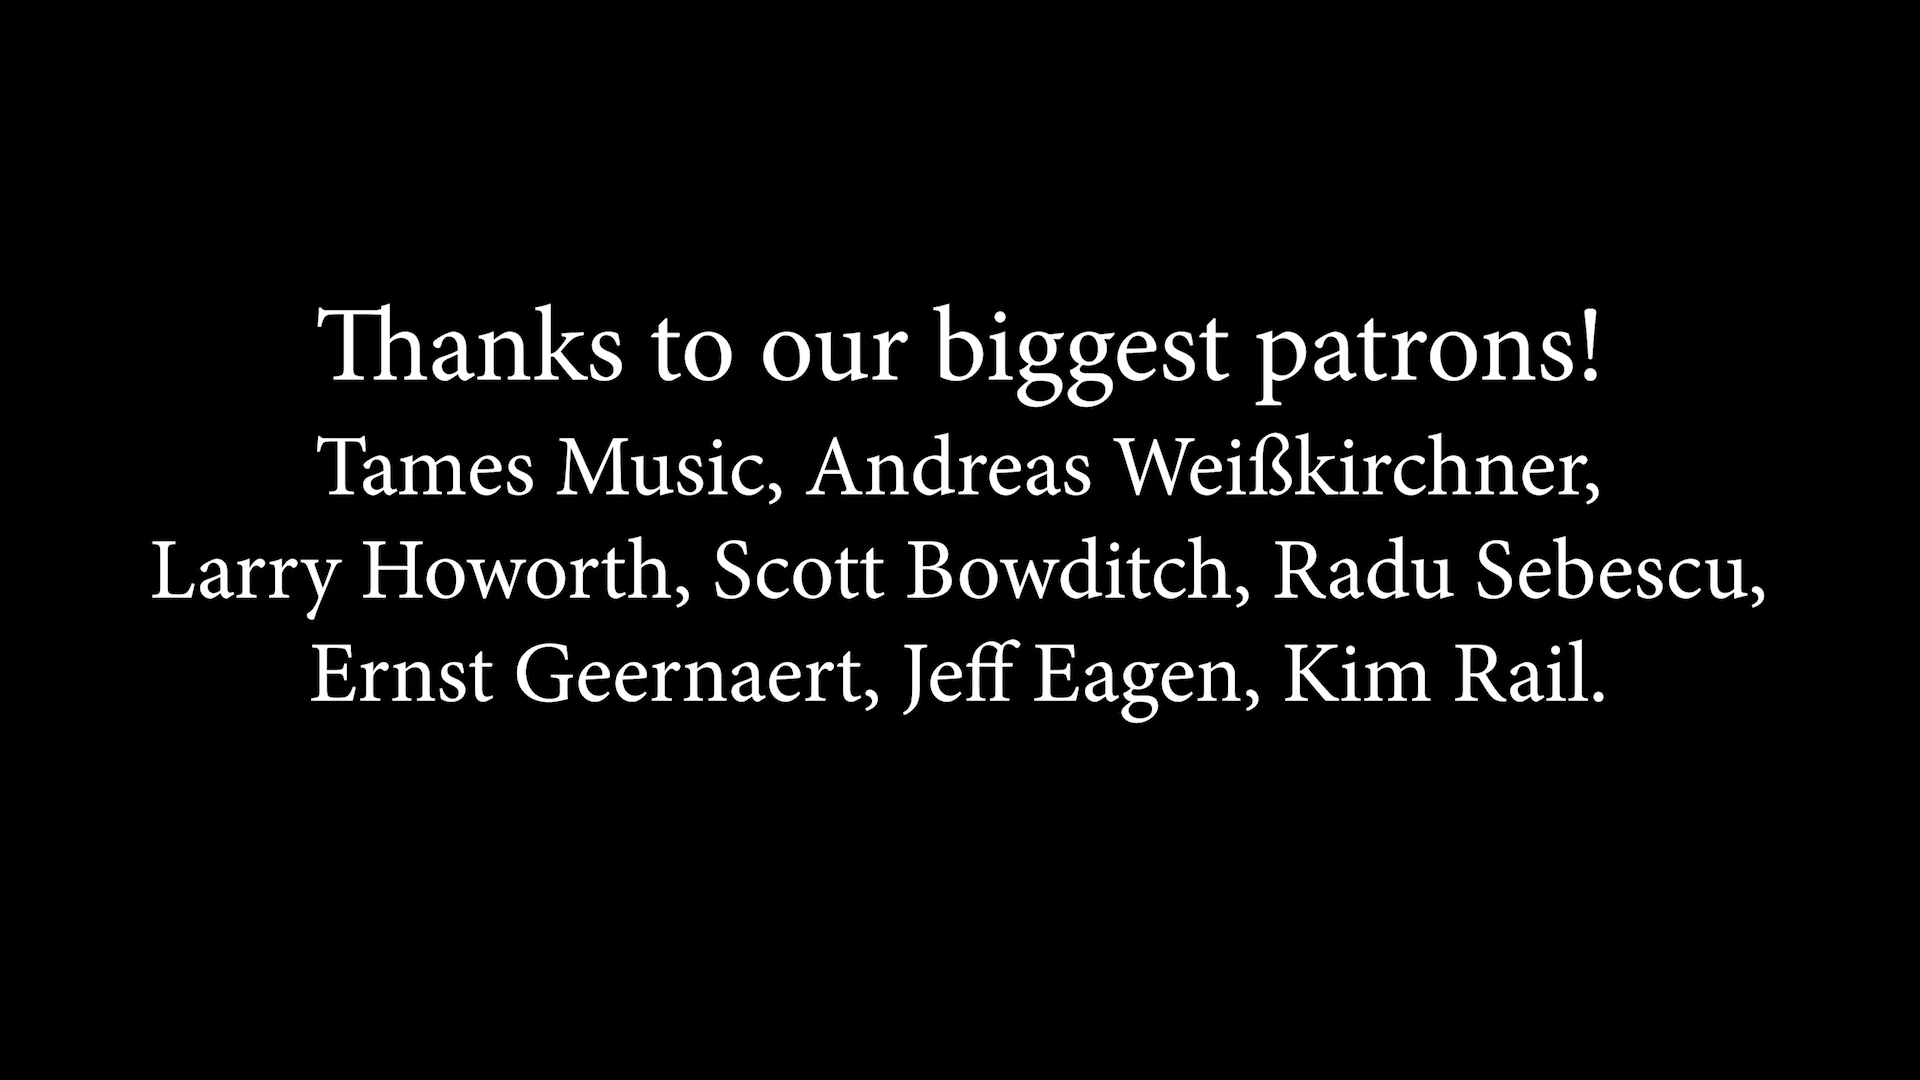 Thanks to our biggest patrons!
Tames Music, Andreas Weißkirchner,
Larry Howorth, Scott Bowditch, Radu Sebescu,
Ernst Geernaert, Jeff Eagen, Kim Rail.